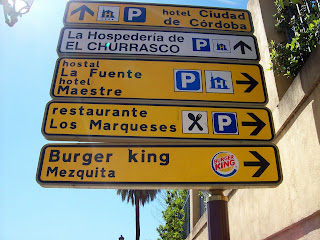 hotel Ciudad
de Córdoba
La Hospedería de
EL CHURRASCO
P H
hostal
La Fuente
hotel
Maestre
P H
restaurante
Los Marqueses
P
Burger king
Mezquita
BURGER
KING